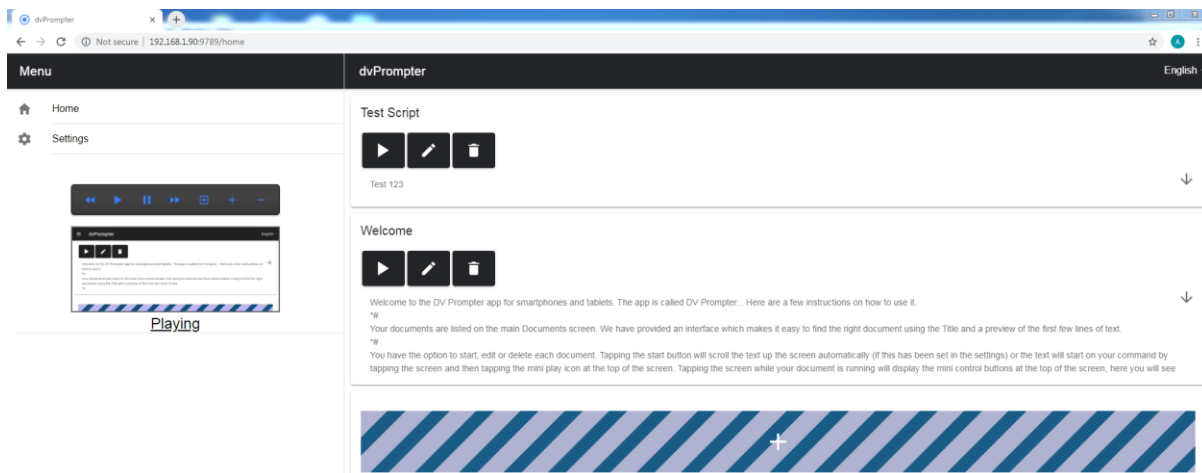 dvPrompter
Not secure | 192.168.1.90:9789/home
A
Menu
dvPrompter
English
Home
Settings
Test Script
Test 123
dvPrompter
English
Playing
Welcome
Welcome to the DV Prompter app for smartphones and tablets. The app is called DV Prompter... Here are a few instructions on how to use it.
*#
Your documents are listed on the main Documents screen. We have provided an interface which makes it easy to find the right document using the Title and a preview of the first few lines of text.
*#
You have the option to start, edit or delete each document. Tapping the start button will scroll the text up the screen automatically (if this has been set in the settings) or the text will start on your command by
tapping the screen and then tapping the mini play icon at the top of the screen. Tapping the screen while your document is running will display the mini control buttons at the top of the screen, here you will see